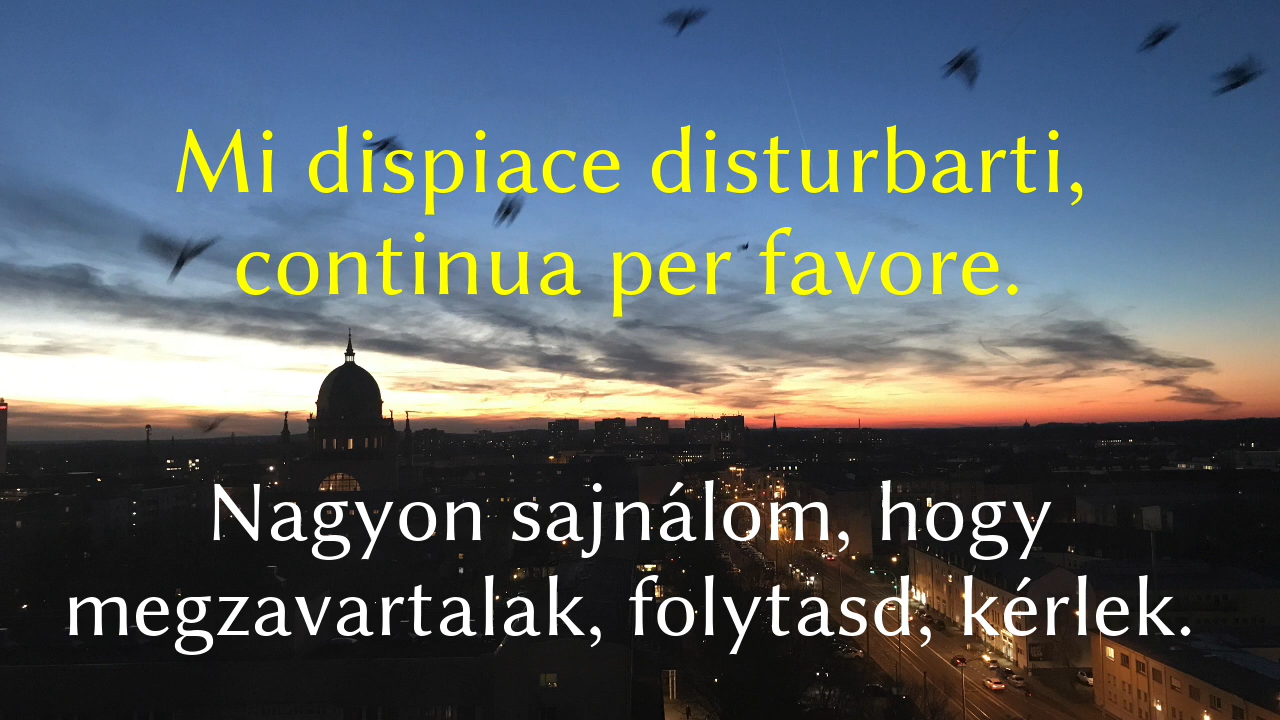 Mi dispiace disturbarti,
continua per favore.
Nagyon sajnálom, hogy
megzavartalak, folytasd, kérlek.